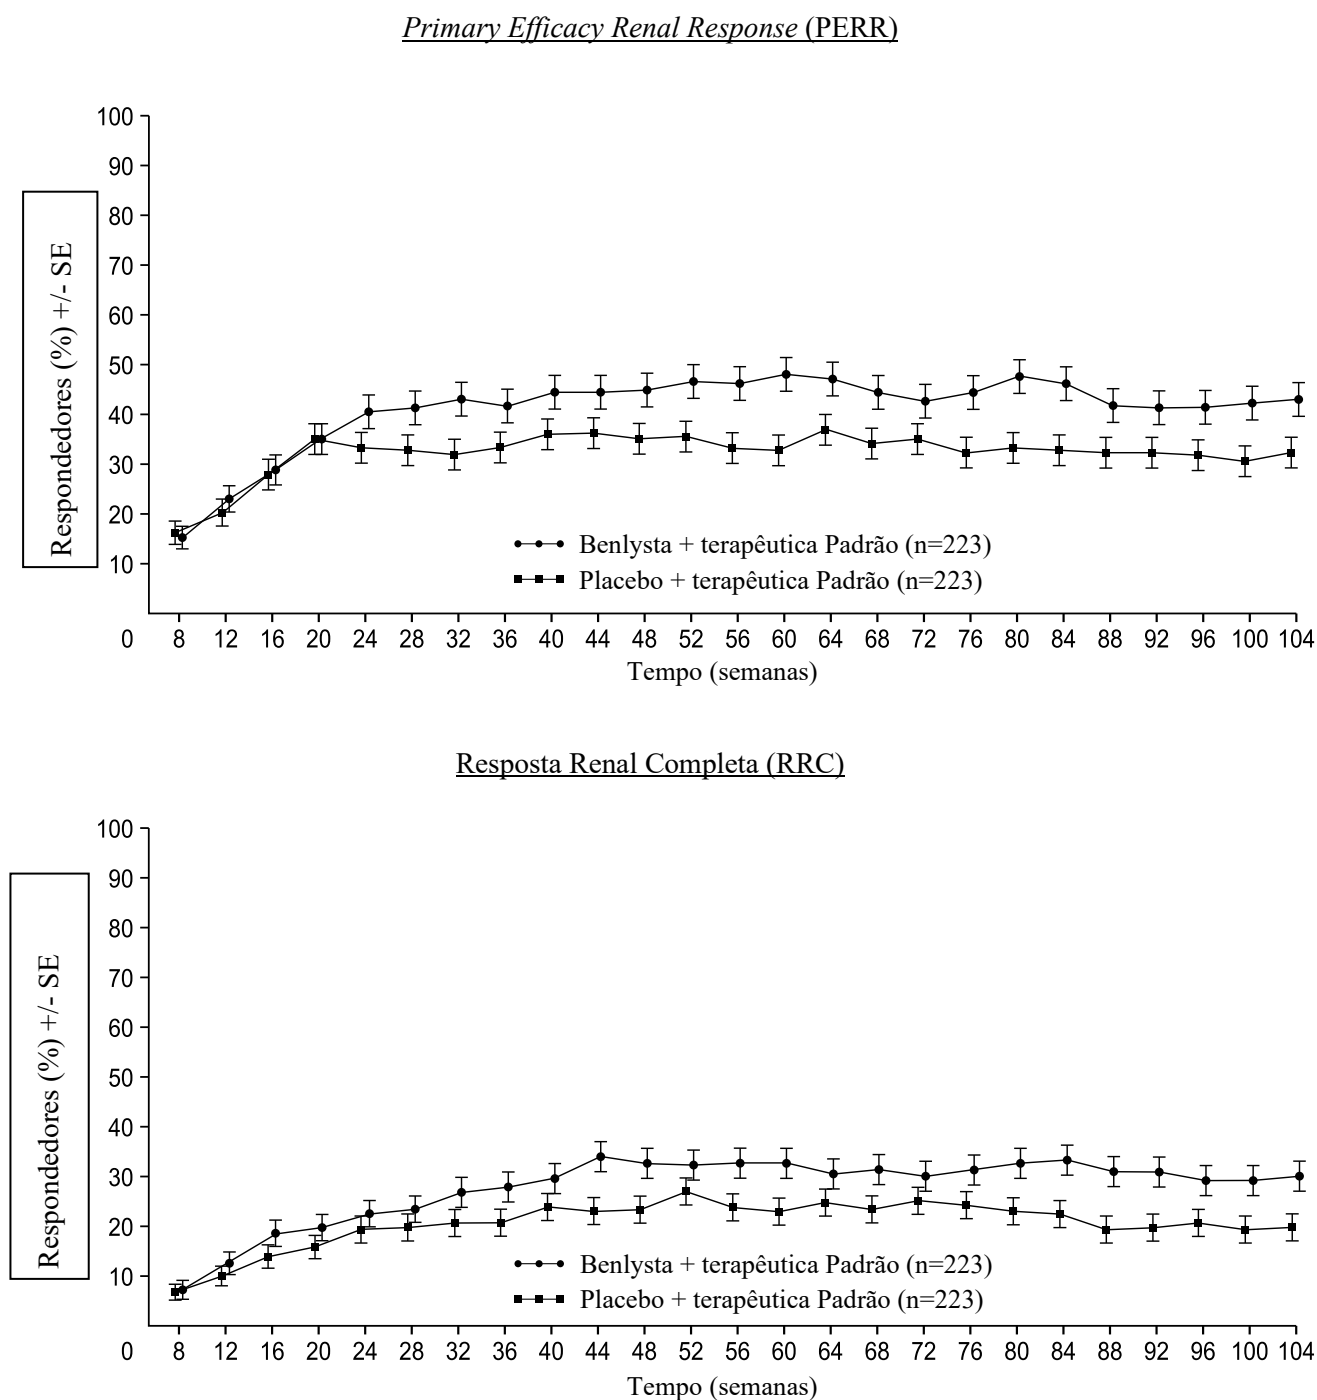 Primary Efficacy Renal Response (PERR)
100
90
80
70
60
50
40
30
20
10
0
Respondedores (%) +/- SE
Benlysta + terapêutica Padrão (n=223)
Placebo + terapêutica Padrão (n=223)
8 12 16 20 24 28 32 36 40 44 48 52 56 60 64 68 72 76 80 84 88 92 96 100 104
Tempo (semanas)
Resposta Renal Completa (RRC)
100
90
80
70
60
50
40
30
20
10
0
Respondedores (%) +/- SE
Benlysta + terapêutica Padrão (n=223)
Placebo + terapêutica Padrão (n=223)
8 12 16 20 24 28 32 36 40 44 48 52 56 60 64 68 72 76 80 84 88 92 96 100 104
Tempo (semanas)